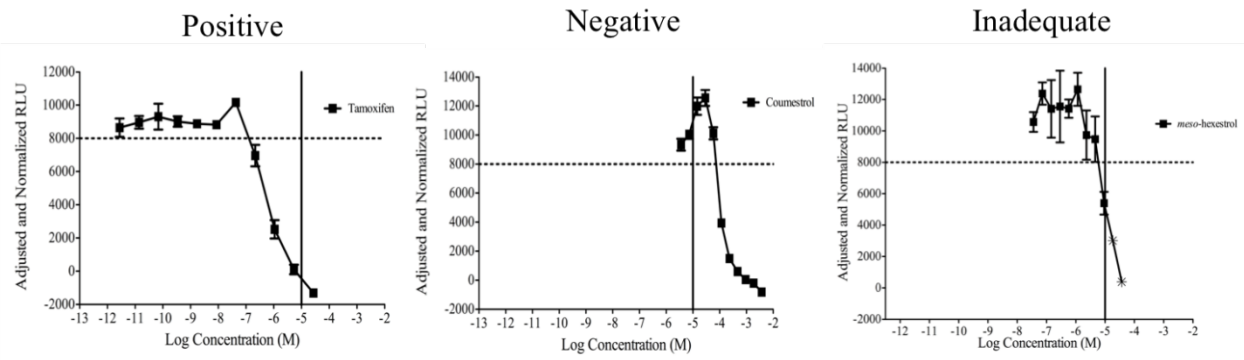 Positive
Negative
Inadequate
12000
10000
8000
6000
4000
2000
0
-2000
Adjusted and Normalized RLU
-13 -12 -11 -10 -9 -8 -7 -6 -5 -4 -3 -2
Log Concentration (M)
Tamoxifen
14000
12000
10000
8000
6000
4000
2000
0
-2000
Adjusted and Normalized RLU
-13 -12 -11 -10 -9 -8 -7 -6 -5 -4 -3 -2
Log Concentration (M)
Coumestrol
14000
12000
10000
8000
6000
4000
2000
0
-2000
Adjusted and Normalized RLU
-12 -11 -10 -9 -8 -7 -6 -5 -4 -3 -2
Log Concentration (M)
meso-hexestrol